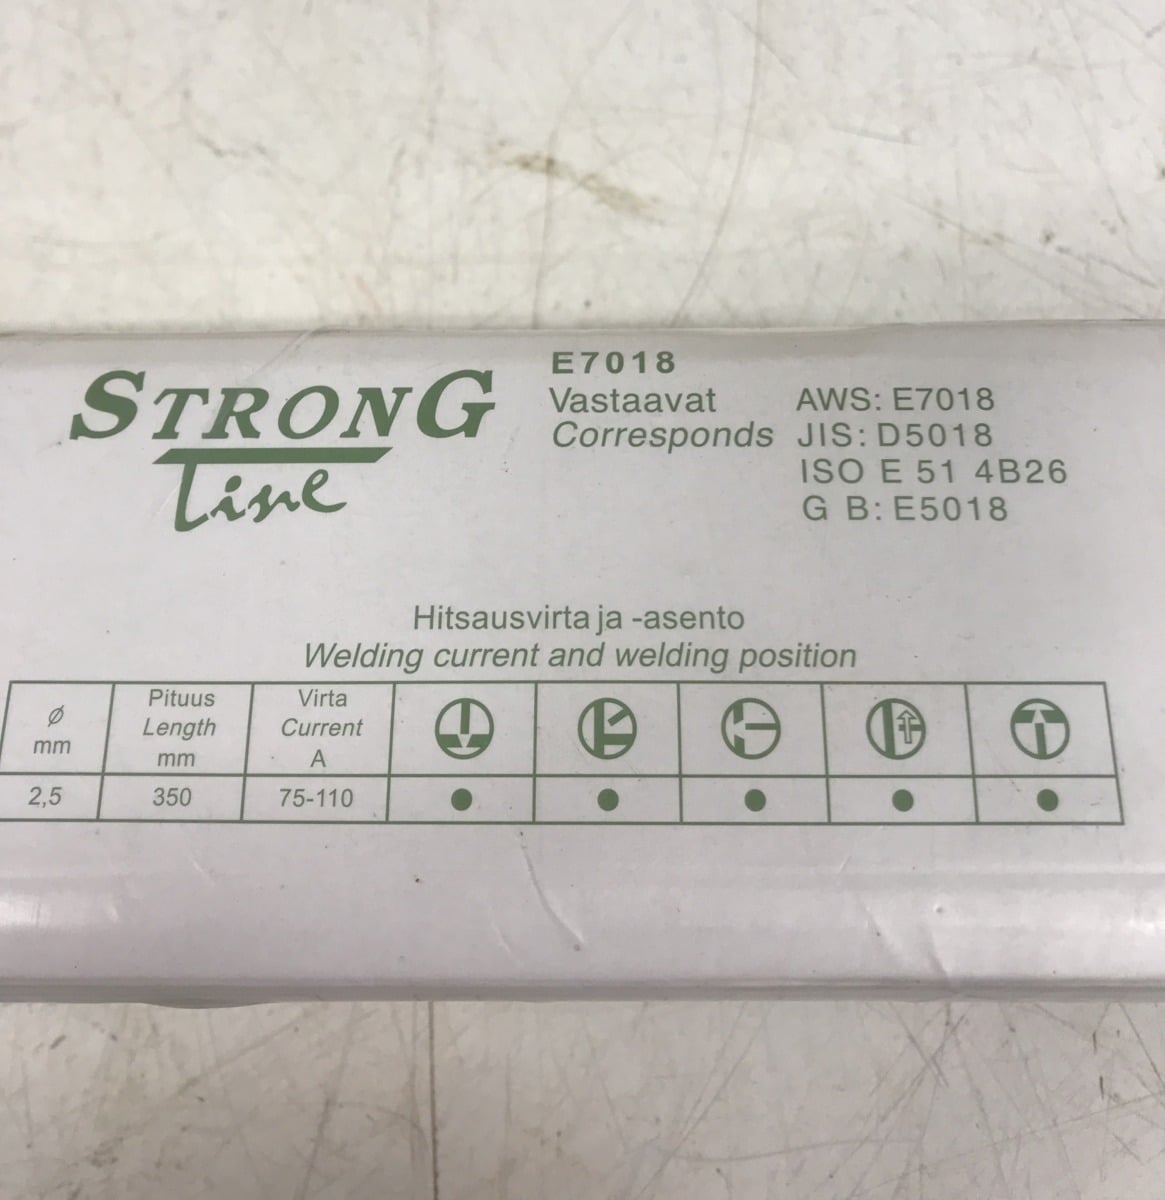 STRONG
Line
E7018
Vastaavat AWS: E7018
Corresponds JIS: D5018
ISO E 51 4B26
G B: E5018
Hitsausvirta ja -asento
Welding current and welding position
Ø mm Pituus Length mm Virta Current A
2,5 350 75-110